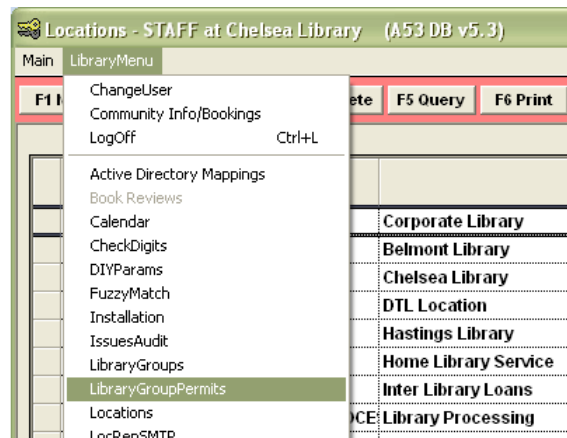 Locations - STAFF at Chelsea Library (A53 DB v5.3)
Main LibraryMenu
F1 ete F5 Query F6 Print
ChangeUser
Community Info/Bookings
LogOff Ctrl+L
Active Directory Mappings
Book Reviews
Calendar
CheckDigits
DIYParams
FuzzyMatch
Installation
IssuesAudit
LibraryGroups
LibraryGroupPermits
Locations
LocRepSMTP
Corporate Library
Belmont Library
Chelsea Library
DTL Location
Hastings Library
Home Library Service
Inter Library Loans
OCE Library Processing